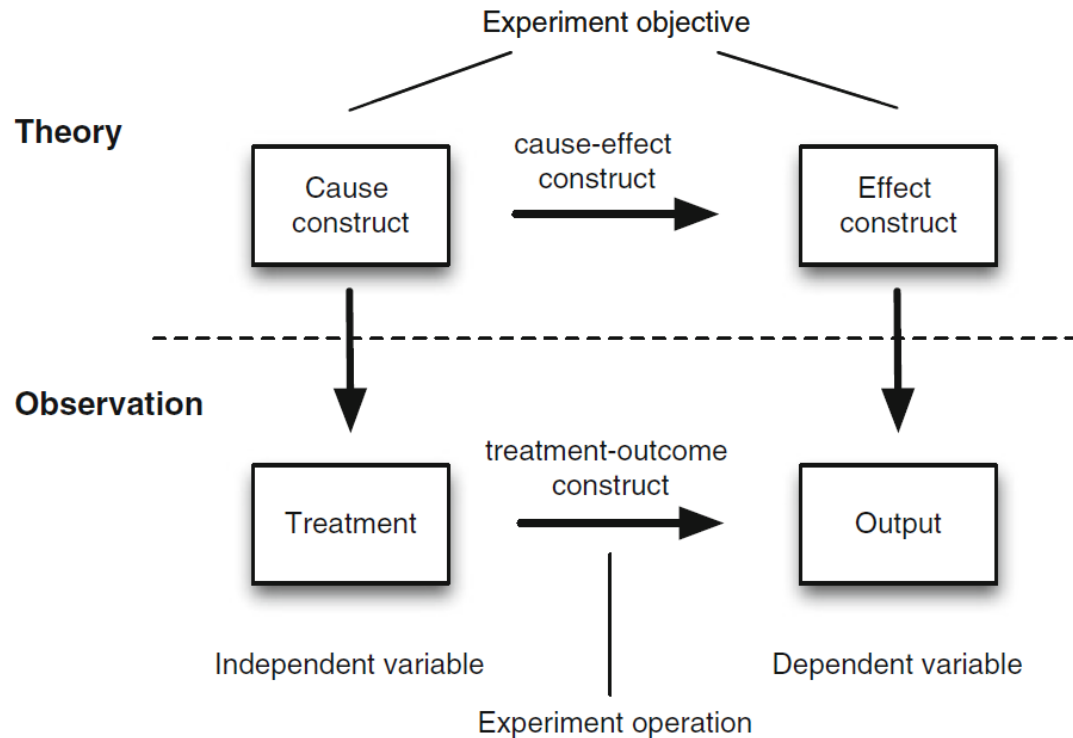 Experiment objective
Theory
cause-effect
construct
Cause
construct
Effect
construct
Observation
treatment-outcome
construct
Treatment
Output
Independent variable
Dependent variable
Experiment operation